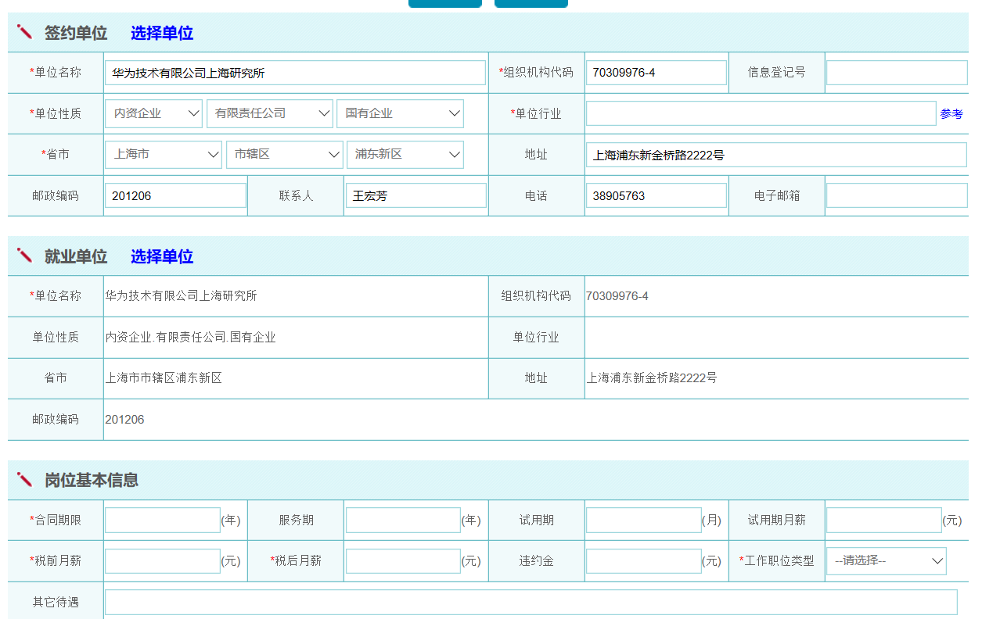 签约单位 选择单位
*单位名称 华为技术有限公司上海研究所 *组织机构代码 70309976-4 信息登记号
*单位性质 内资企业 有限责任公司 国有企业 *单位行业 参考
*省市 上海市 市辖区 浦东新区 地址 上海浦东新金桥路2222号
邮政编码 201206 联系人 王宏芳 电话 38905763 电子邮箱
就业单位 选择单位
*单位名称 华为技术有限公司上海研究所 组织机构代码 70309976-4
单位性质 内资企业.有限责任公司.国有企业 单位行业
省市 上海市市辖区浦东新区 地址 上海浦东新金桥路2222号
邮政编码 201206
岗位基本信息
*合同期限 (年) 服务期 (年) 试用期 (月) 试用期月薪 (元)
*税前月薪 (元) *税后月薪 (元) 违约金 (元) *工作职位类型 --请选择--
其它待遇